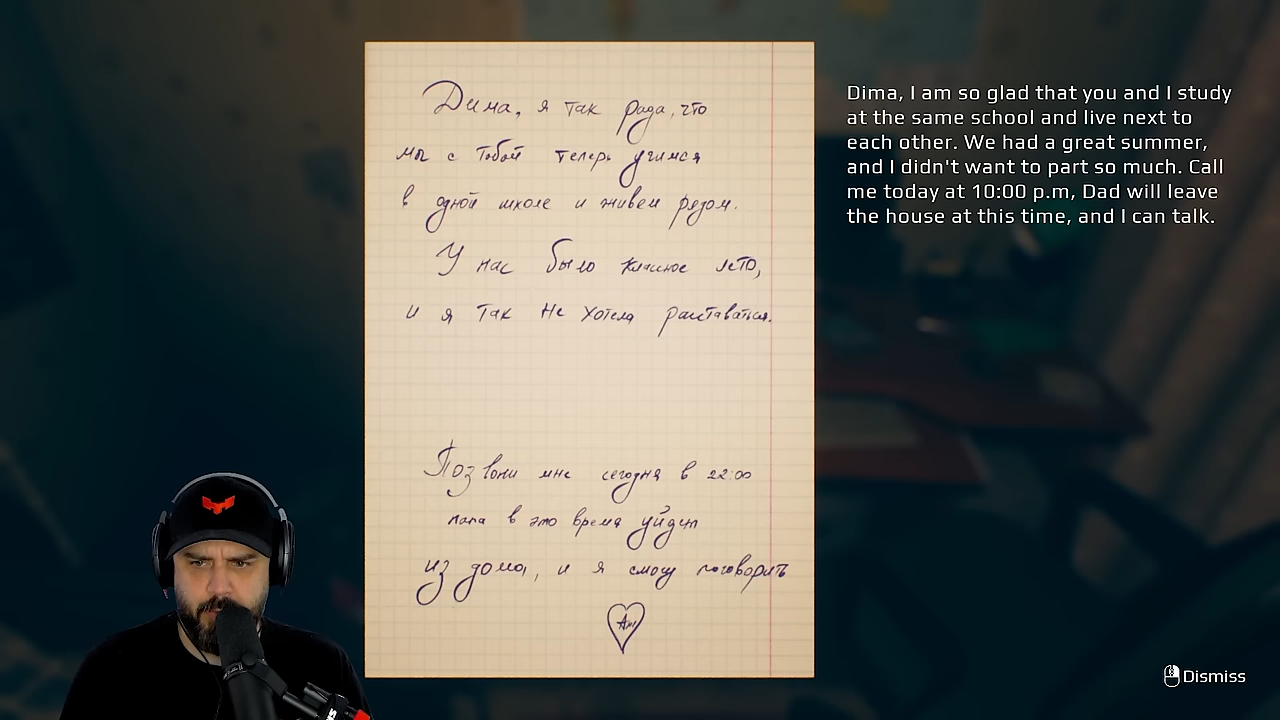 Дима, я так рада, что
мы с тобой теперь учимся
в одной школе и живем рядом.
У нас было классное лето,
и я так не хотела расставаться.
Позвони мне сегодня в 22:00
папа в это время уйдет
из дома, и я смогу поговорить
Dima, I am so glad that you and I study
at the same school and live next to
each other. We had a great summer,
and I didn't want to part so much. Call
me today at 10:00 p.m, Dad will leave
the house at this time, and I can talk.
Dismiss